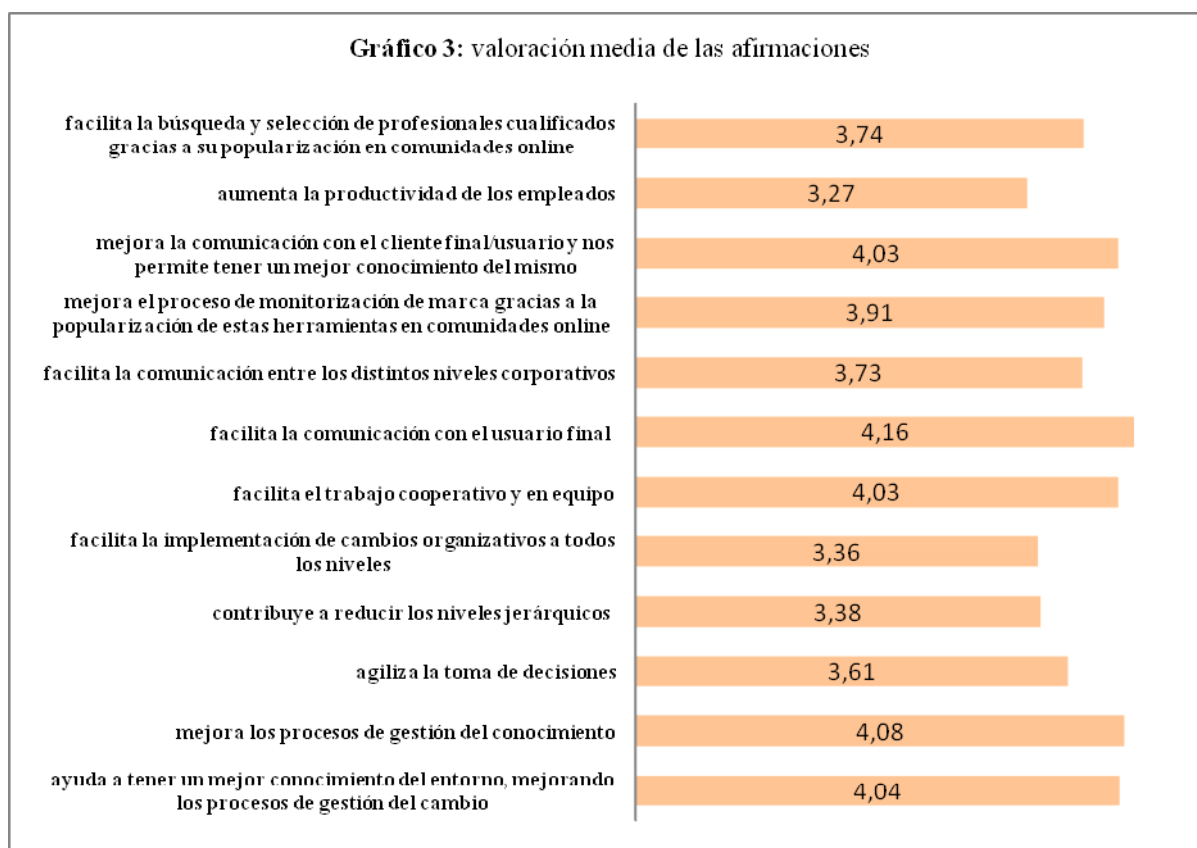 Gráfico 3: valoración media de las afirmaciones
facilita la búsqueda y selección de profesionales cualificados
gracias a su popularización en comunidades online
3,74
aumenta la productividad de los empleados
3,27
mejora la comunicación con el cliente final/usuario y nos
permite tener un mejor conocimiento del mismo
4,03
mejora el proceso de monitorización de marca gracias a la
popularización de estas herramientas en comunidades online
3,91
facilita la comunicación entre los distintos niveles corporativos
3,73
facilita la comunicación con el usuario final
4,16
facilita el trabajo cooperativo y en equipo
4,03
facilita la implementación de cambios organizativos a todos
los niveles
3,36
contribuye a reducir los niveles jerárquicos
3,38
agiliza la toma de decisiones
3,61
mejora los procesos de gestión del conocimiento
4,08
ayuda a tener un mejor conocimiento del entorno, mejorando
los procesos de gestión del cambio
4,04